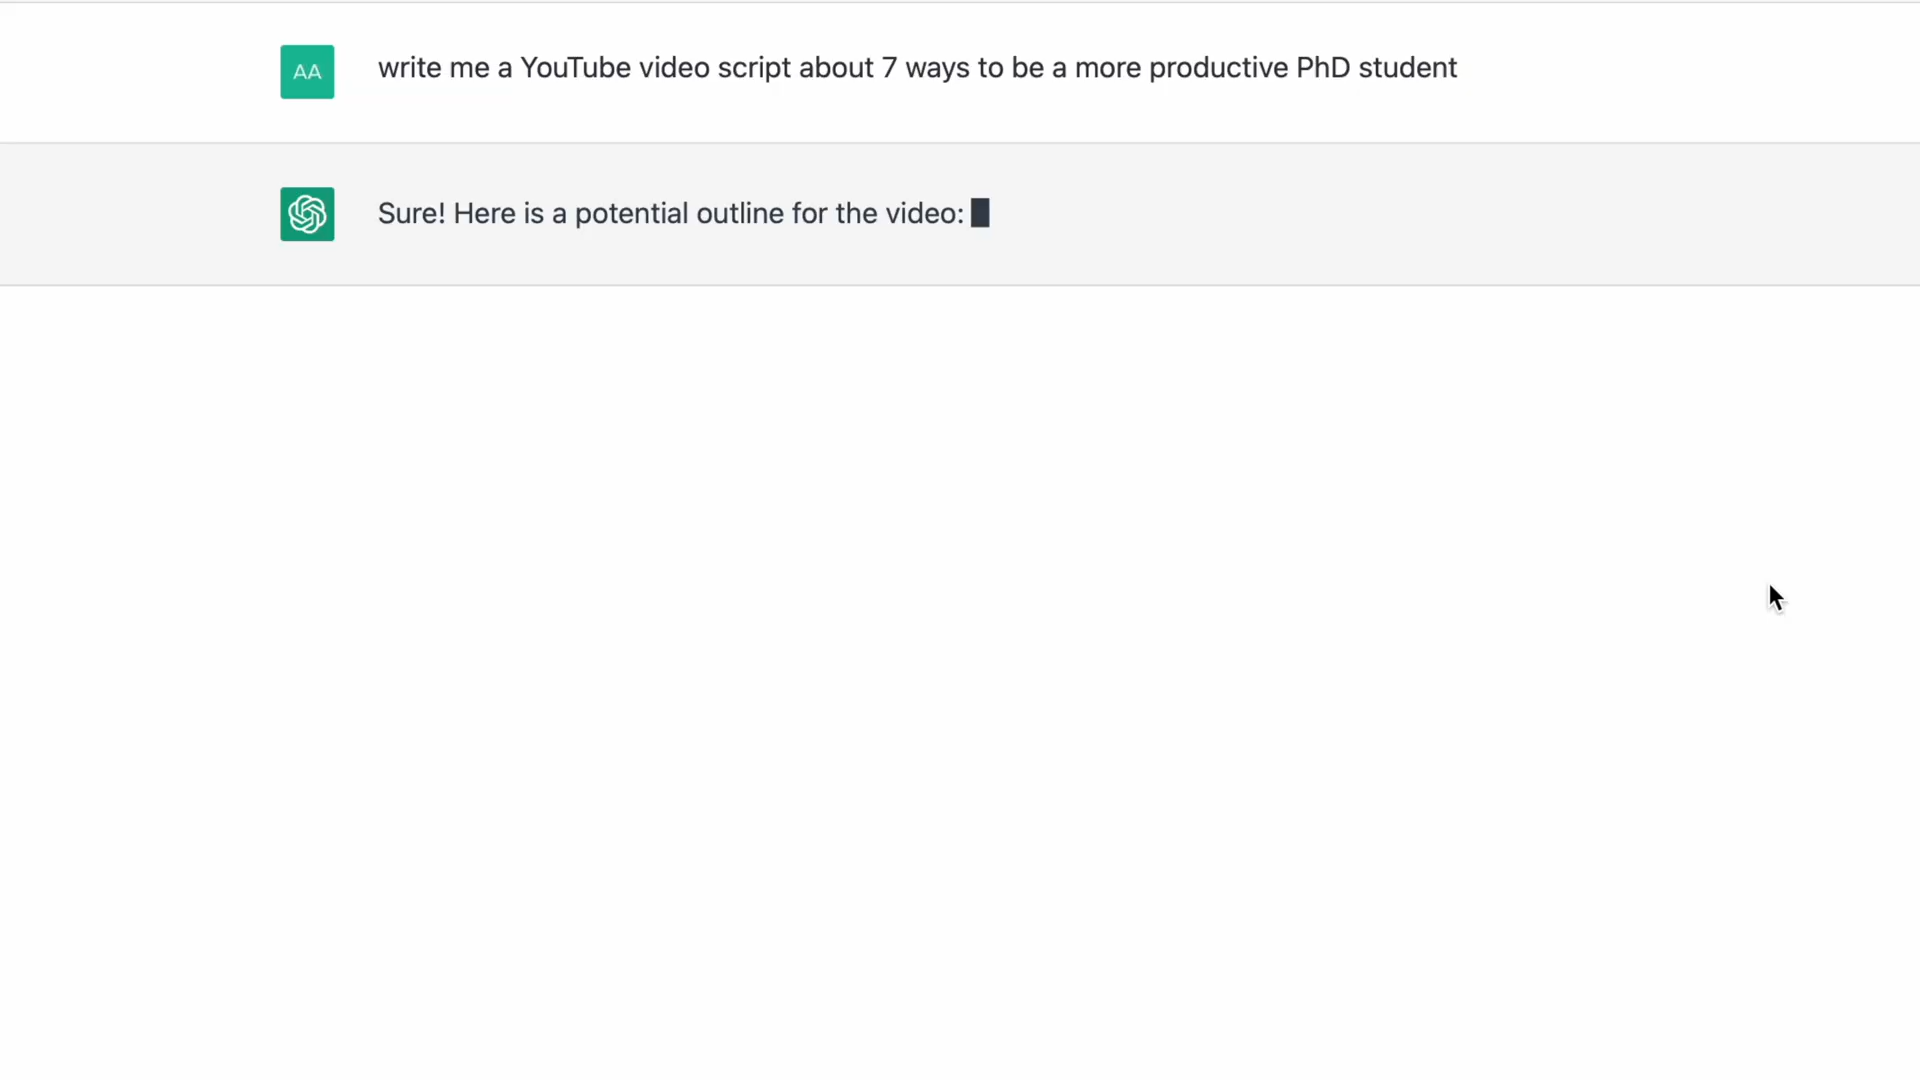 AA
write me a YouTube video script about 7 ways to be a more productive PhD student
Sure! Here is a potential outline for the video: